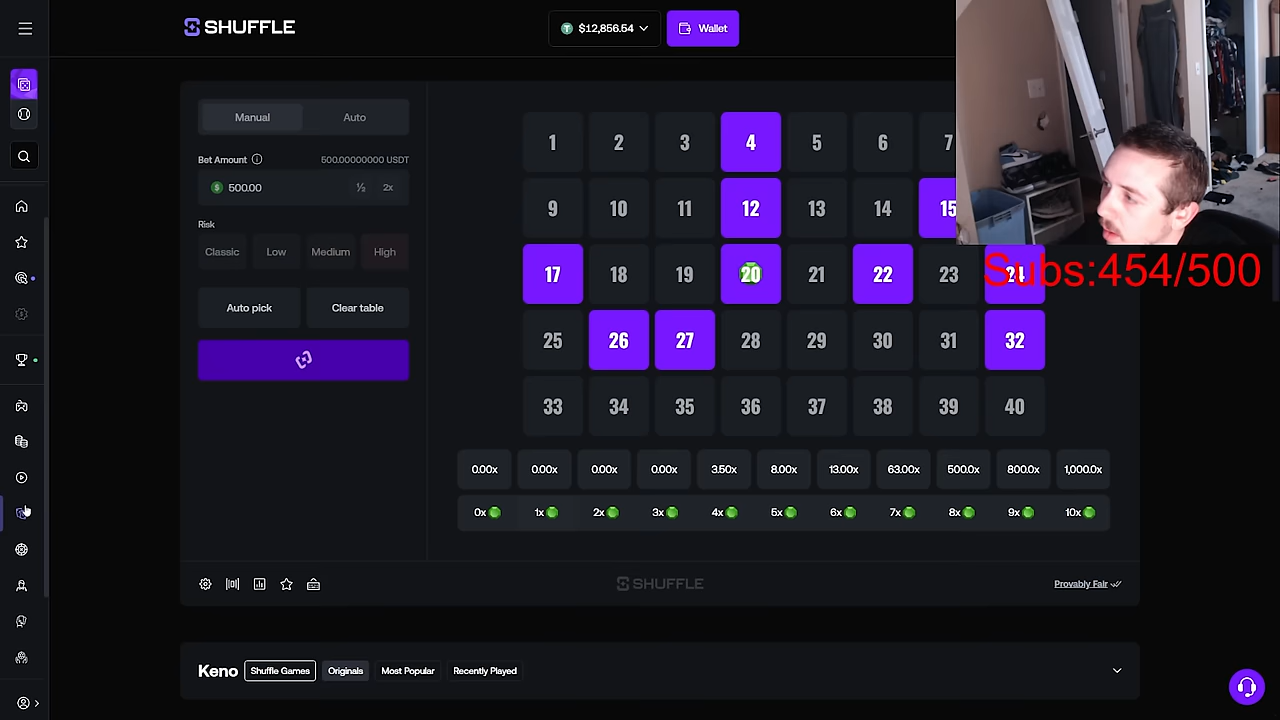 SHUFFLE
$12,856.54
Wallet
Manual
Auto
Bet Amount
500.00000000 USDT
500.00
½
2x
Risk
Classic
Low
Medium
High
Auto pick
Clear table
1 2 3 4 5 6 7
9 10 11 12 13 14 15
17 18 19 20 21 22 23 24
Subs:454/500
25 26 27 28 29 30 31 32
33 34 35 36 37 38 39 40
0.00x 0.00x 0.00x 0.00x 3.50x 8.00x 13.00x 63.00x 500.0x 800.0x 1,000.0x
0x 1x 2x 3x 4x 5x 6x 7x 8x 9x 10x
SHUFFLE
Provably Fair
Keno
Shuffle Games
Originals
Most Popular
Recently Played